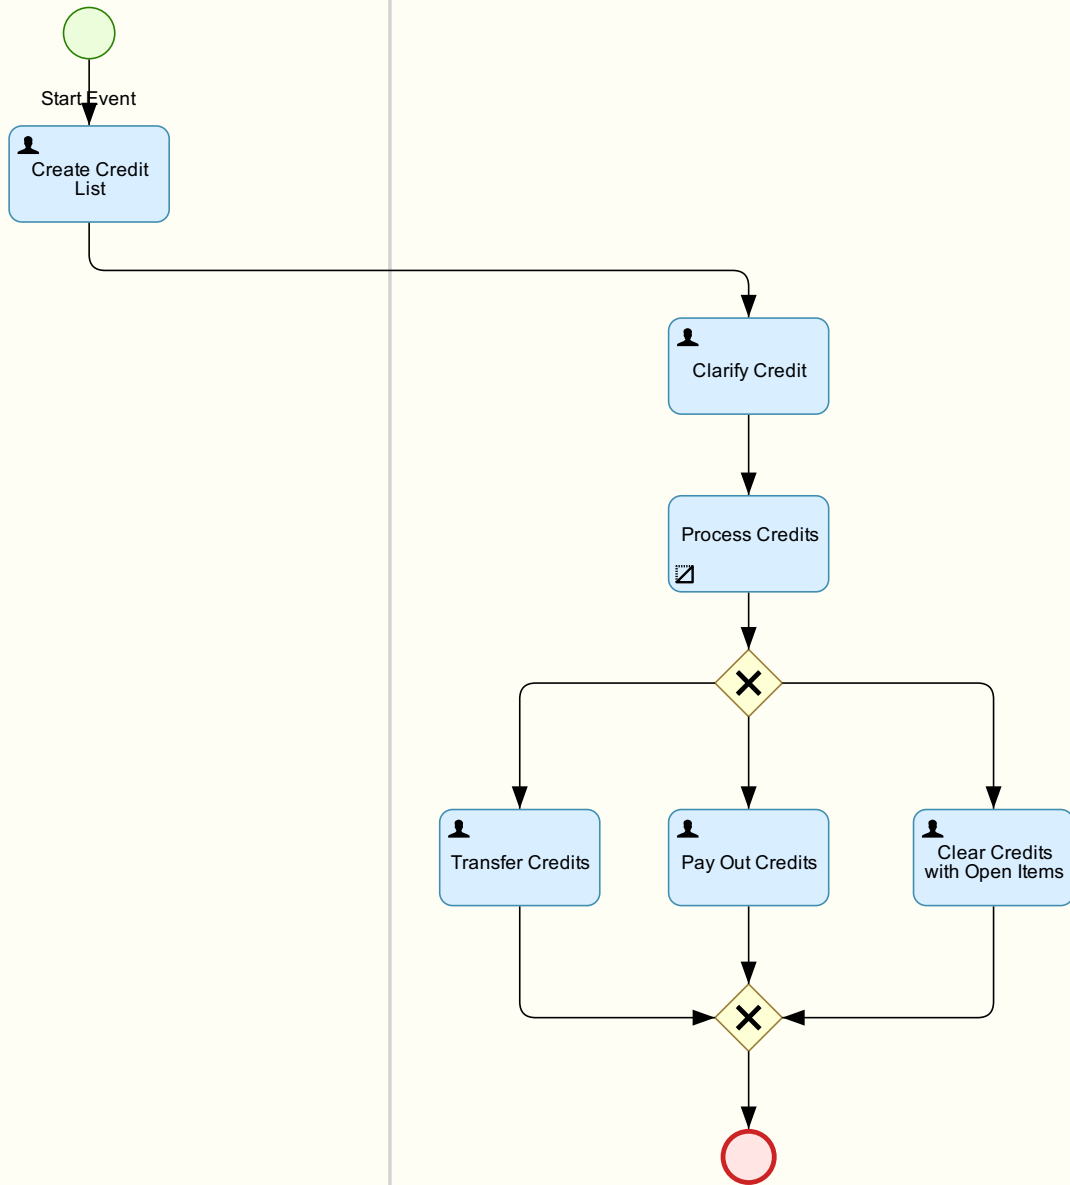 Start Event
Create Credit
List
Clarify Credit
Process Credits
Transfer Credits
Pay Out Credits
Clear Credits
with Open Items